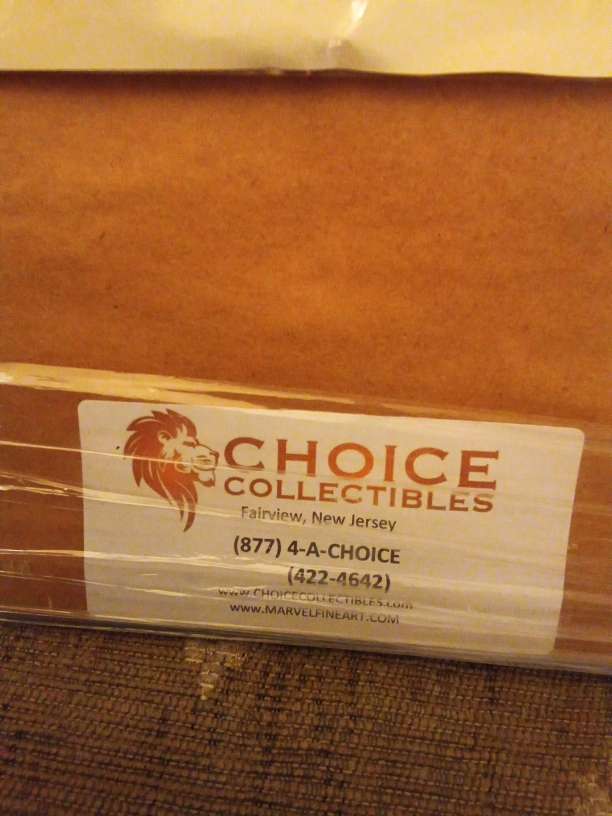 CHOICE
COLLECTIBLES
Fairview, New Jersey
(877) 4-A-CHOICE
(422-4642)
www.CHOICECOLLECTIBLES.com
www.MARVELFINEART.COM